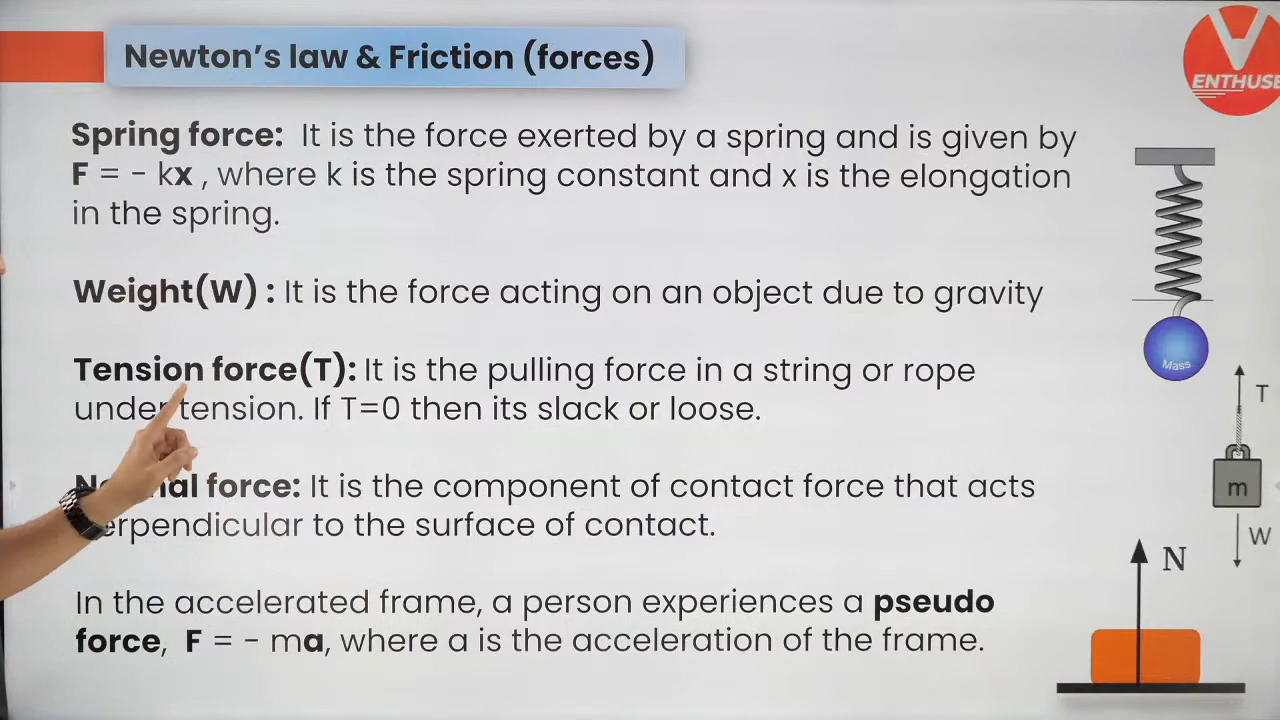 Newton's law & Friction (forces)
ENTHUSE
Spring force: It is the force exerted by a spring and is given by
F = - kx , where k is the spring constant and x is the elongation
in the spring.
Weight(W) : It is the force acting on an object due to gravity
Tension force(T): It is the pulling force in a string or rope
under tension. If T=0 then its slack or loose.
force: It is the component of contact force that acts
to the surface of contact.
In the accelerated frame, a person experiences a pseudo
force, F = - ma, where a is the acceleration of the frame.
Mass
T
m
W
N